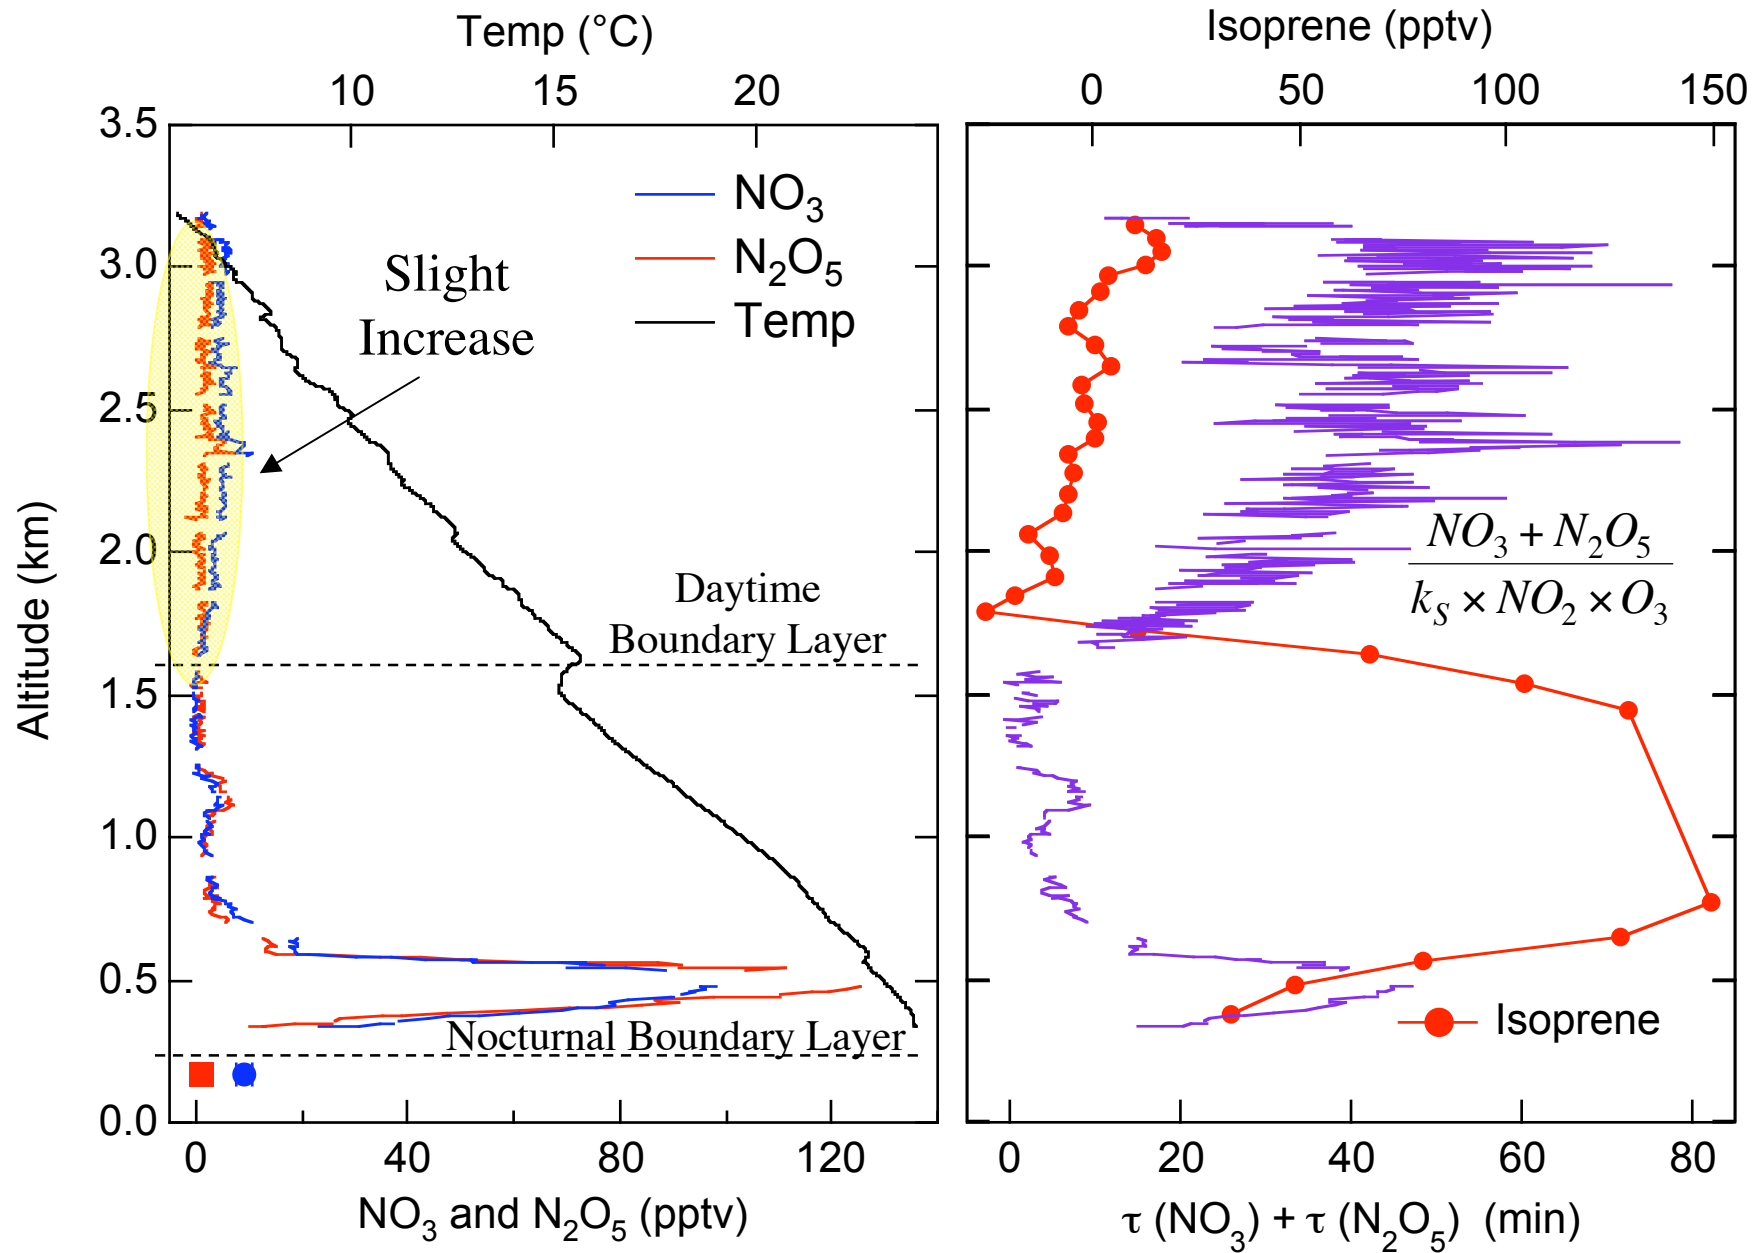 Temp (°C)
10 15 20
Isoprene (pptv)
0 50 100 150
3.5
3.0
2.5
2.0
1.5
1.0
0.5
0.0
Altitude (km)
NO₃
N₂O₅
Temp
Slight
Increase
Daytime
Boundary Layer
Nocturnal Boundary Layer
0 40 80 120
NO₃ and N₂O₅ (pptv)
NO₃ + N₂O₅
k_S × NO₂ × O₃
Isoprene
0 20 40 60 80
τ (NO₃) + τ (N₂O₅) (min)